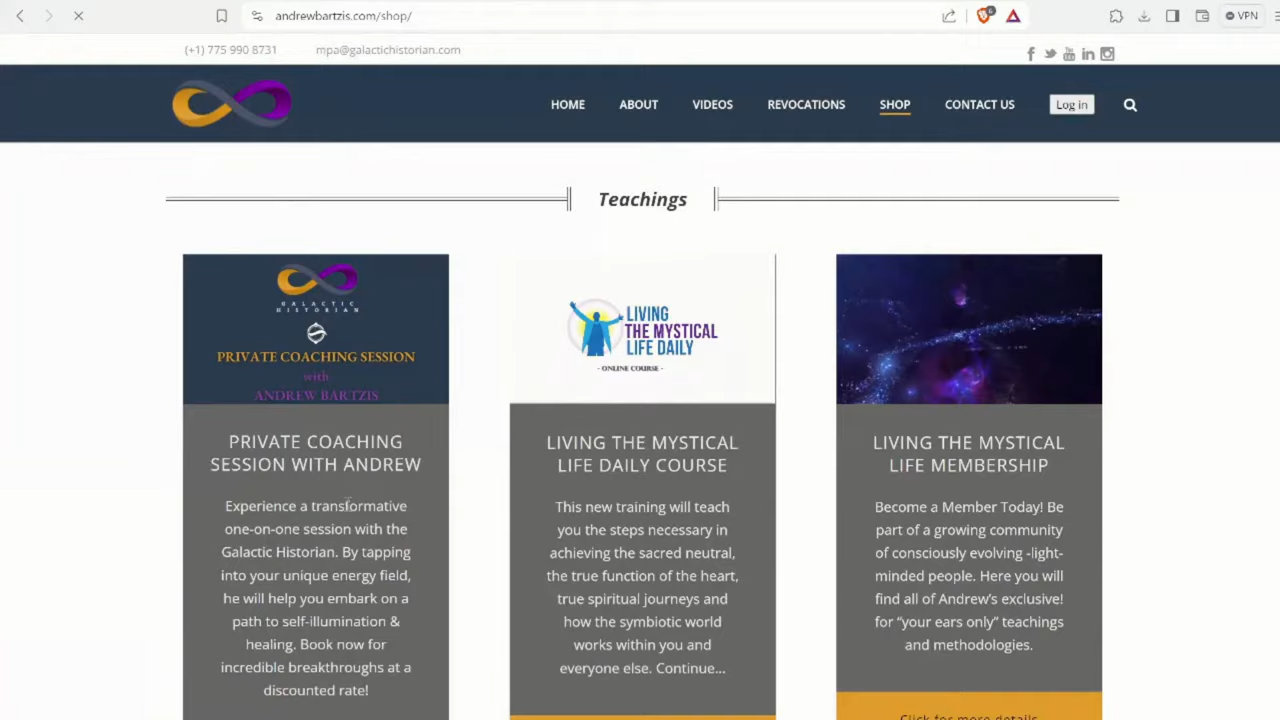 andrewbartzis.com/shop/
6
VPN
(+1) 775 990 8731
mpa@galactichistorian.com
HOME
ABOUT
VIDEOS
REVOCATIONS
SHOP
CONTACT US
Log in
Teachings
GALACTIC
HISTORIAN
PRIVATE COACHING SESSION
with
ANDREW BARTZIS
PRIVATE COACHING
SESSION WITH ANDREW
Experience a transformative
one-on-one session with the
Galactic Historian. By tapping
into your unique energy field,
he will help you embark on a
path to self-illumination &
healing. Book now for
incredible breakthroughs at a
discounted rate!
LIVING
THE MYSTICAL
LIFE DAILY
- ONLINE COURSE -
LIVING THE MYSTICAL
LIFE DAILY COURSE
This new training will teach
you the steps necessary in
achieving the sacred neutral,
the true function of the heart,
true spiritual journeys and
how the symbiotic world
works within you and
everyone else. Continue...
LIVING THE MYSTICAL
LIFE MEMBERSHIP
Become a Member Today! Be
part of a growing community
of consciously evolving -light-
minded people. Here you will
find all of Andrew’s exclusive!
for “your ears only” teachings
and methodologies.
Click for more details